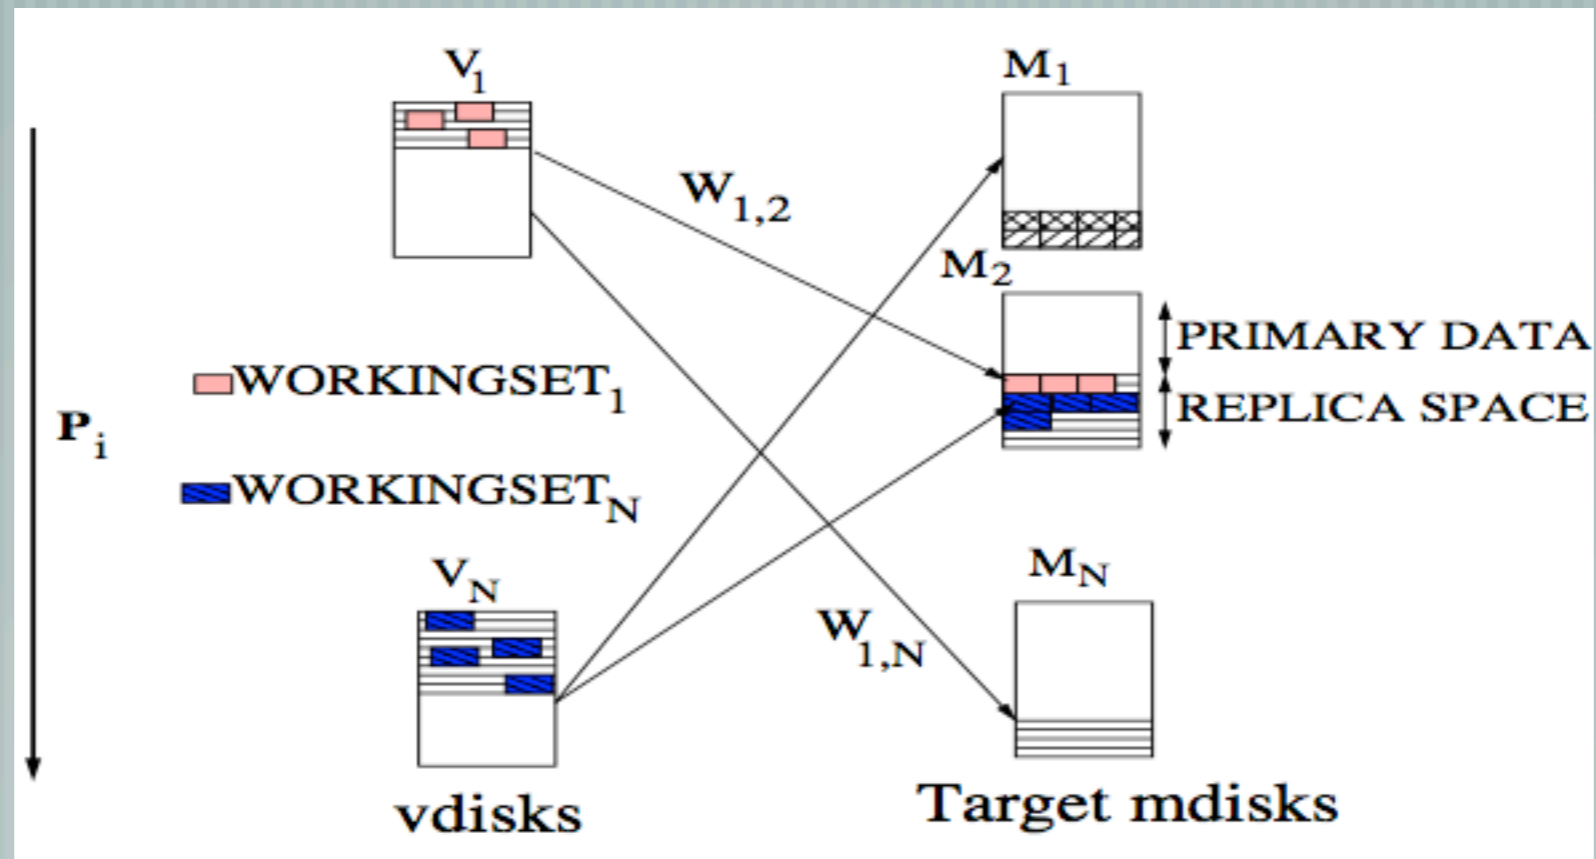 V1
M1
W1,2
M2
PRIMARY DATA
WORKINGSET1
REPLICA SPACE
Pi
WORKINGSETN
VN
MN
W1,N
vdisks
Target mdisks